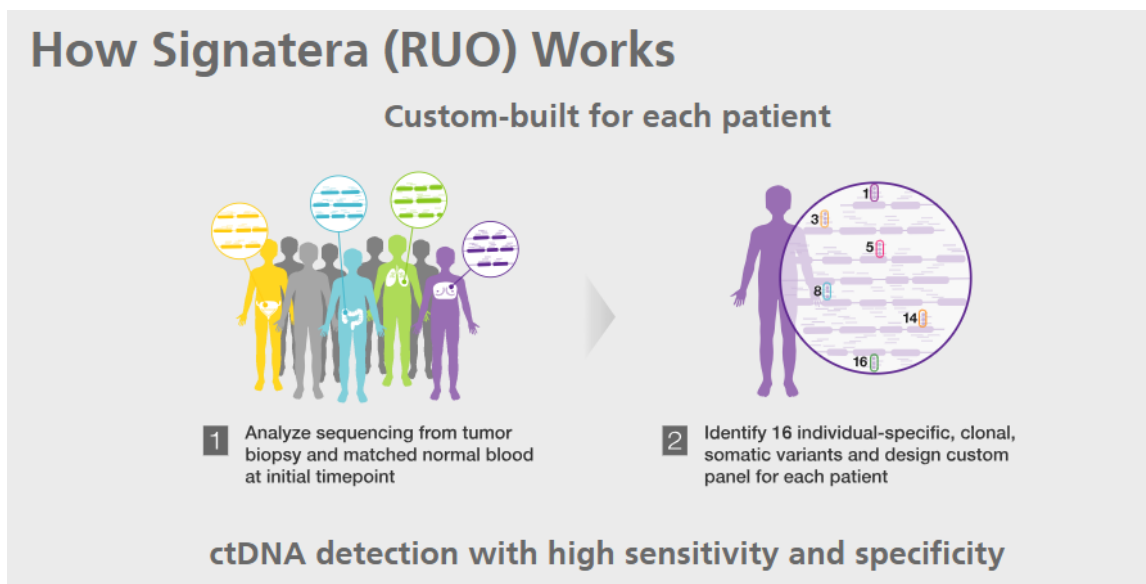 How Signatera (RUO) Works
Custom-built for each patient
1
3
5
8
14
16
1
Analyze sequencing from tumor
biopsy and matched normal blood
at initial timepoint
2
Identify 16 individual-specific, clonal,
somatic variants and design custom
panel for each patient
ctDNA detection with high sensitivity and specificity